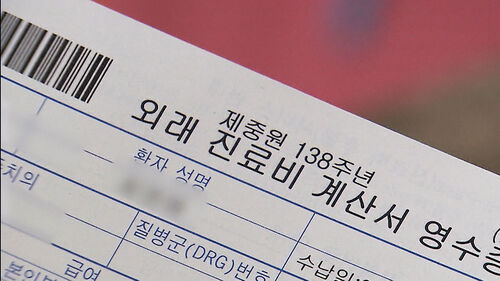 제중원 138주년
외래 진료비 계산서 영수증
환자 성명
질병군(DRG)번호
수납일
급여